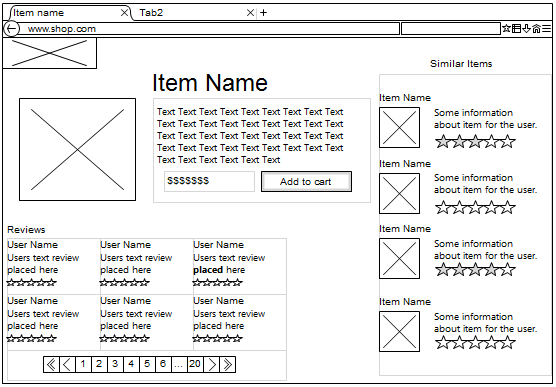 Item name
Tab2
+
www.shop.com
Item Name
Text Text Text Text Text Text Text Text Text
Text Text Text Text Text Text Text Text Text
Text Text Text Text Text Text Text Text Text
Text Text Text Text Text Text Text Text Text
Text Text Text Text Text Text
$$$$$$$
Add to cart
Similar Items
Item Name
Some information
about item for the user.
Item Name
Some information
about item for the user.
Item Name
Some information
about item for the user.
Item Name
Some information
about item for the user.
Reviews
User Name
Users text review
placed here
User Name
Users text review
placed here
User Name
Users text review
placed here
User Name
Users text review
placed here
User Name
Users text review
placed here
User Name
Users text review
placed here
1 2 3 4 5 6 ... 20